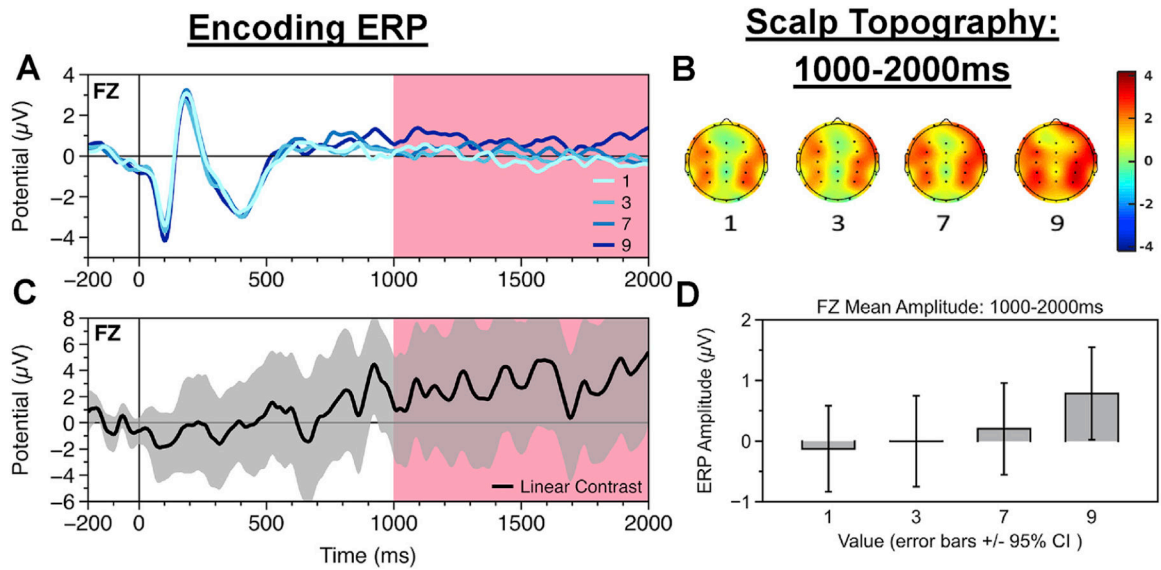 Encoding ERP
Scalp Topography:
1000-2000ms
A
FZ
Potential (µV)
4
2
0
−2
−4
1
3
7
9
−200
0
500
1000
1500
2000
B
1
3
7
9
4
2
0
-2
-4
C
FZ
Potential (µV)
8
6
4
2
0
−2
−4
−6
Linear Contrast
−200
0
500
1000
1500
2000
Time (ms)
D
FZ Mean Amplitude: 1000-2000ms
ERP Amplitude (µV)
2
1
0
−1
1
3
7
9
Value (error bars +/- 95% CI )